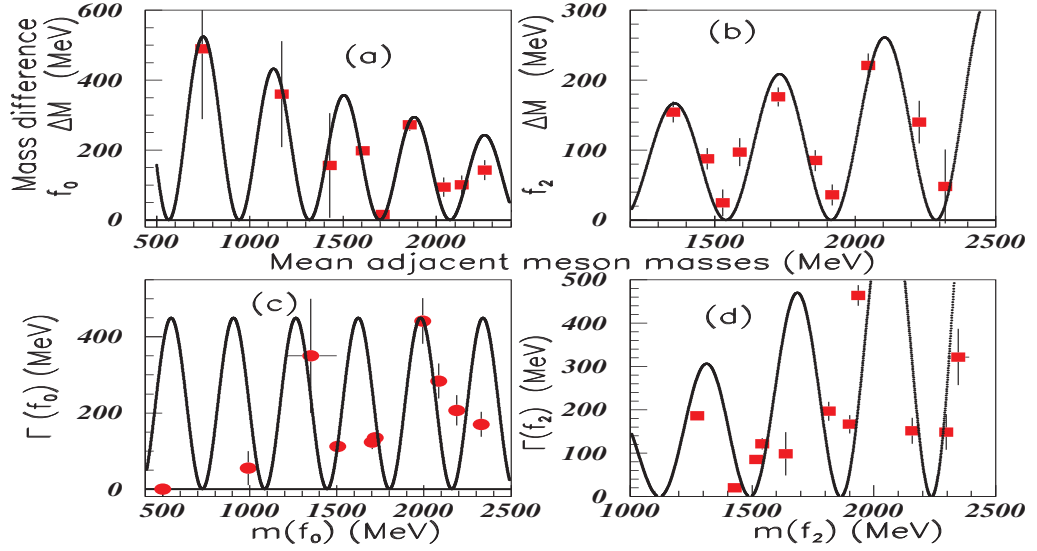 Mass difference
f₀ ΔM (MeV)
600
400
200
0
(a)
500 1000 1500 2000
f₂ ΔM (MeV)
300
200
100
0
(b)
1500 2000 2500
Mean adjacent meson masses (MeV)
Γ (f₀) (MeV)
400
200
0
(c)
500 1000 1500 2000 2500
m(f₀) (MeV)
Γ(f₂) (MeV)
500
400
300
200
100
0
(d)
1000 1500 2000 2500
m(f₂) (MeV)